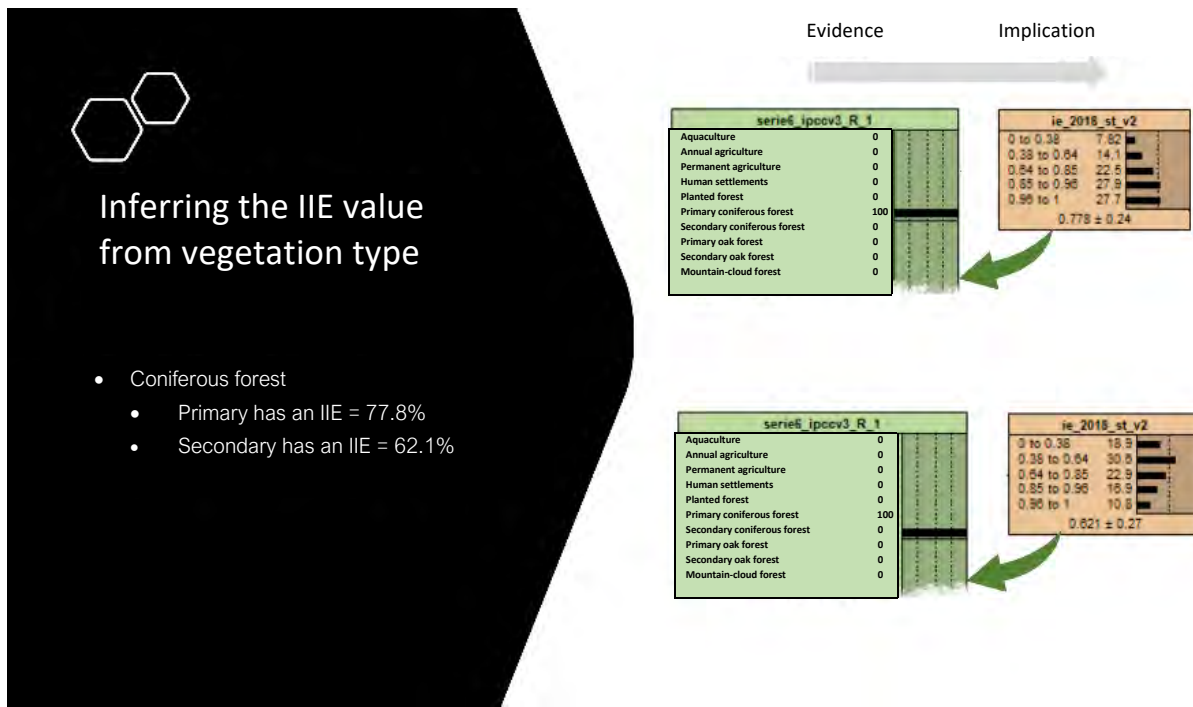 Evidence
Implication
Inferring the IIE value
from vegetation type
• Coniferous forest
• Primary has an IIE = 77.8%
• Secondary has an IIE = 62.1%
serie6_ipccv3_R_1
Aquaculture 0
Annual agriculture 0
Permanent agriculture 0
Human settlements 0
Planted forest 0
Primary coniferous forest 100
Secondary coniferous forest 0
Primary oak forest 0
Secondary oak forest 0
Mountain-cloud forest 0
ie_2018_st_v2
0 to 0.38 7.82
0.38 to 0.64 14.1
0.64 to 0.85 22.5
0.85 to 0.96 27.9
0.96 to 1 27.7
0.778 ± 0.24
serie6_ipccv3_R_1
Aquaculture 0
Annual agriculture 0
Permanent agriculture 0
Human settlements 0
Planted forest 0
Primary coniferous forest 100
Secondary coniferous forest 0
Primary oak forest 0
Secondary oak forest 0
Mountain-cloud forest 0
ie_2018_st_v2
0 to 0.38 18.9
0.38 to 0.64 30.6
0.64 to 0.85 22.9
0.85 to 0.96 16.9
0.96 to 1 10.8
0.621 ± 0.27